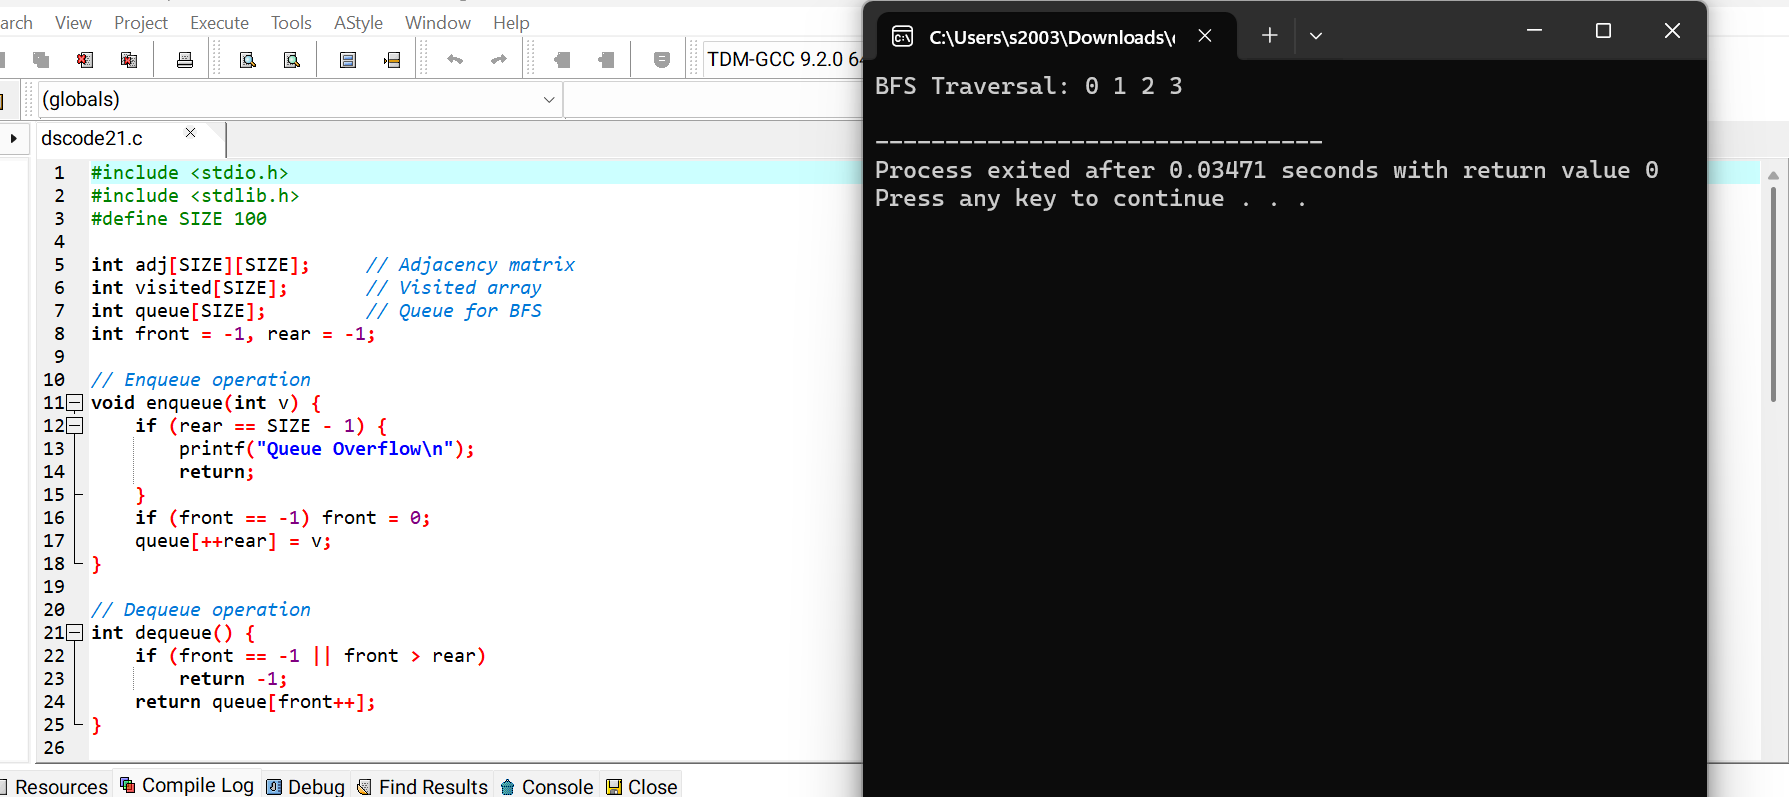 arch View Project Execute Tools AStyle Window Help
TDM-GCC 9.2.0 64
(globals)
dscode21.c
1 #include <stdio.h>
2 #include <stdlib.h>
3 #define SIZE 100
4
5 int adj[SIZE][SIZE]; // Adjacency matrix
6 int visited[SIZE]; // Visited array
7 int queue[SIZE]; // Queue for BFS
8 int front = -1, rear = -1;
9
10 // Enqueue operation
11 void enqueue(int v) {
12 if (rear == SIZE - 1) {
13 printf("Queue Overflow\n");
14 return;
15 }
16 if (front == -1) front = 0;
17 queue[++rear] = v;
18 }
19
20 // Dequeue operation
21 int dequeue() {
22 if (front == -1 || front > rear)
23 return -1;
24 return queue[front++];
25 }
26
Resources Compile Log Debug Find Results Console Close
C:\Users\s2003\Downloads\
BFS Traversal: 0 1 2 3
--------------------------------
Process exited after 0.03471 seconds with return value 0
Press any key to continue . . .